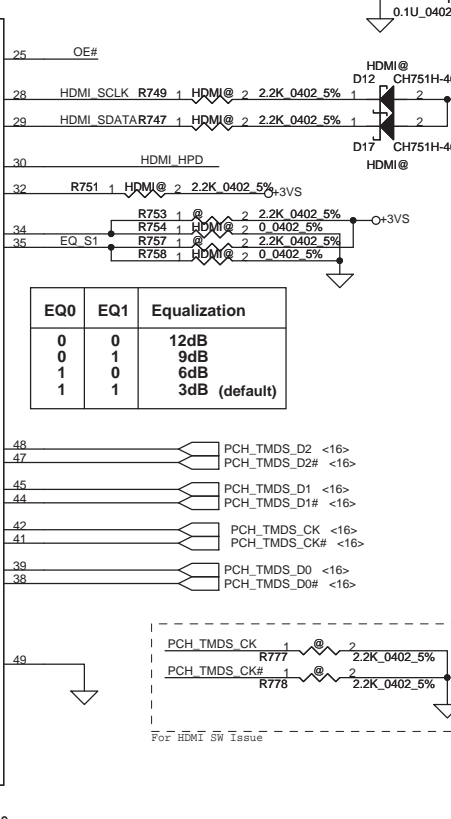 0.1U_0402
25 OE#
HDMI@
D12 CH751H-4
28 HDMI_SCLK R749 1 HDMI@ 2 2.2K_0402_5% 1 2
29 HDMI_SDATA R747 1 HDMI@ 2 2.2K_0402_5% 1 2
D17 CH751H-4
HDMI@
30 HDMI_HPD
32 R751 1 HDMI@ 2 2.2K_0402_5% +3VS
R753 1 @ 2 2.2K_0402_5% +3VS
34 R754 1 HDMI@ 2 0_0402_5%
35 EQ_S1 R757 1 @ 2 2.2K_0402_5%
R758 1 HDMI@ 2 0_0402_5%
EQ0 EQ1 Equalization
0 0 12dB
0 1 9dB
1 0 6dB
1 1 3dB (default)
48 PCH_TMDS_D2 <16>
47 PCH_TMDS_D2# <16>
45 PCH_TMDS_D1 <16>
44 PCH_TMDS_D1# <16>
42 PCH_TMDS_CK <16>
41 PCH_TMDS_CK# <16>
39 PCH_TMDS_D0 <16>
38 PCH_TMDS_D0# <16>
PCH_TMDS_CK 1 @ 2
R777 2.2K_0402_5%
49 PCH_TMDS_CK# 1 @ 2
R778 2.2K_0402_5%
For HDMI SW Issue